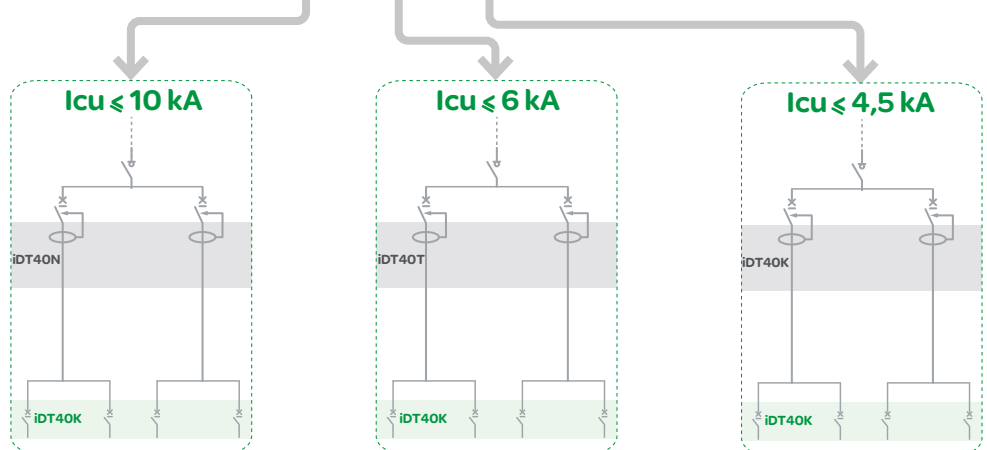 Icu ⩽ 10 kA
iDT40N
iDT40K
Icu ⩽ 6 kA
iDT40T
iDT40K
Icu ⩽ 4,5 kA
iDT40K
iDT40K